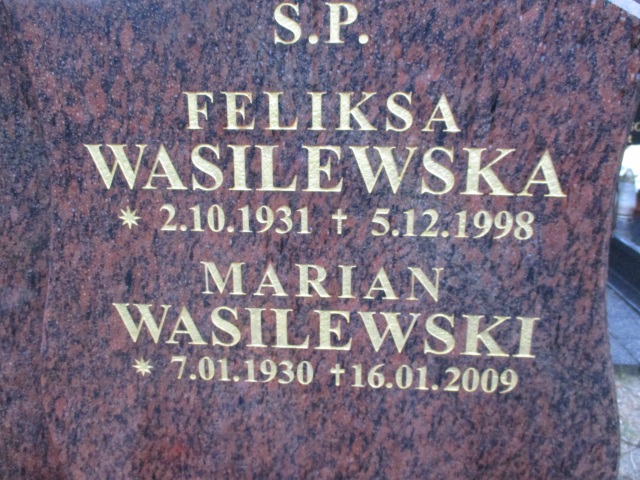 S.P.
FELIKSA
WASILEWSKA
* 2.10.1931 † 5.12.1998
MARIAN
WASILEWSKI
* 7.01.1930 † 16.01.2009